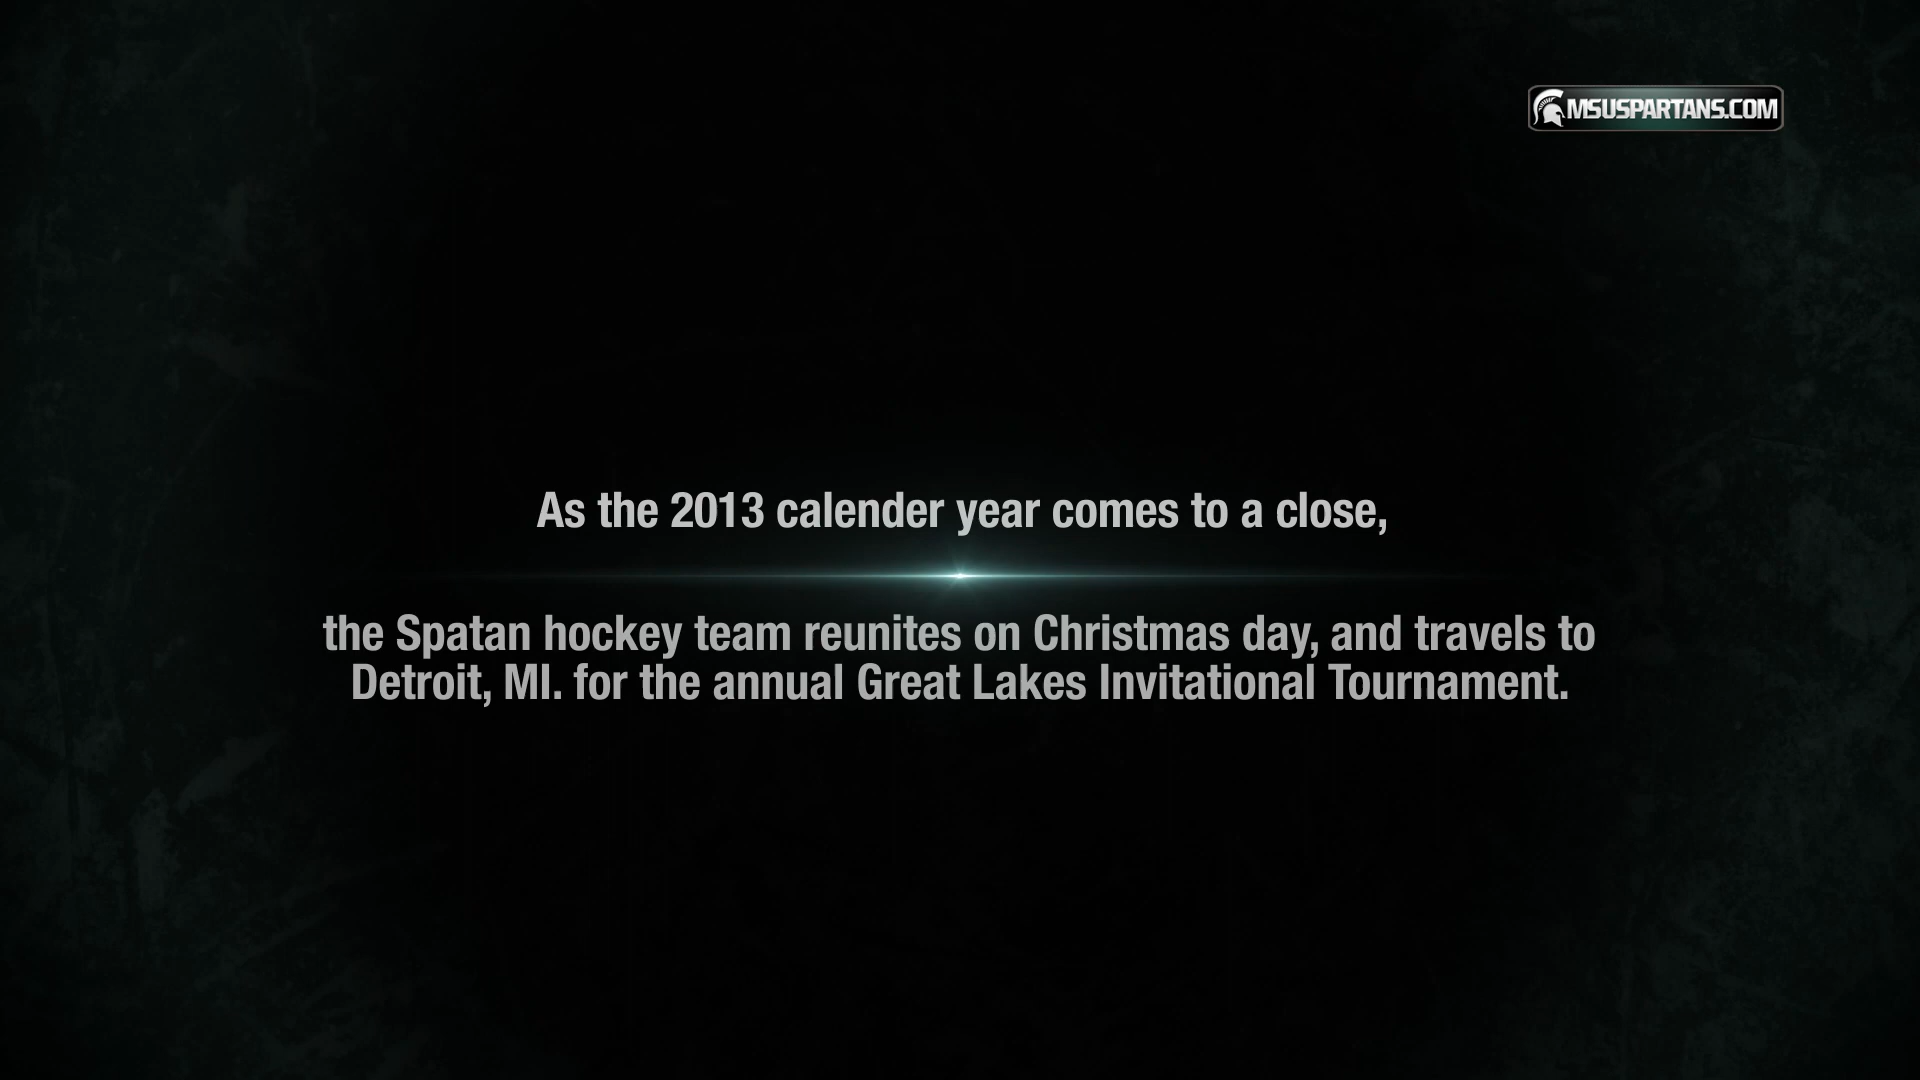 MSUSPARTANS.COM
As the 2013 calender year comes to a close,
the Spatan hockey team reunites on Christmas day, and travels to
Detroit, MI. for the annual Great Lakes Invitational Tournament.